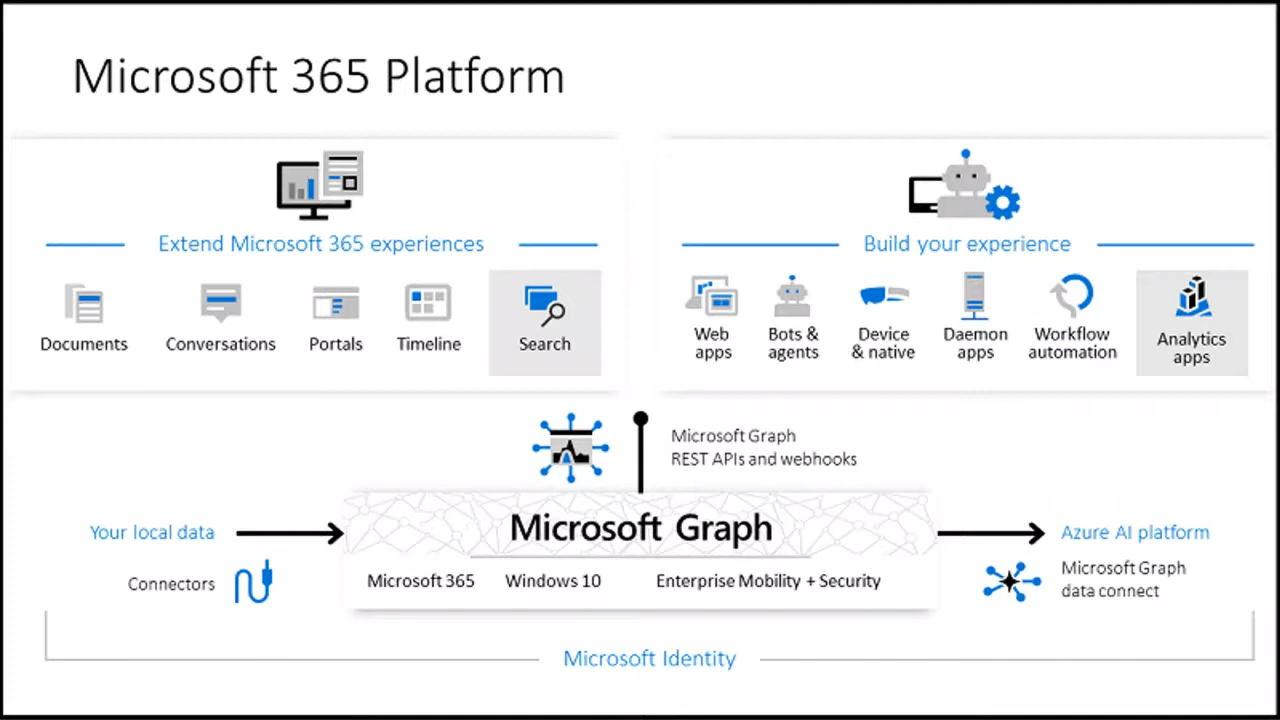 Microsoft 365 Platform
Extend Microsoft 365 experiences
Documents
Conversations
Portals
Timeline
Search
Build your experience
Web
apps
Bots &
agents
Device
& native
Daemon
apps
Workflow
automation
Analytics
apps
Microsoft Graph
REST APIs and webhooks
Your local data
Connectors
Microsoft Graph
Microsoft 365
Windows 10
Enterprise Mobility + Security
Azure AI platform
Microsoft Graph
data connect
Microsoft Identity